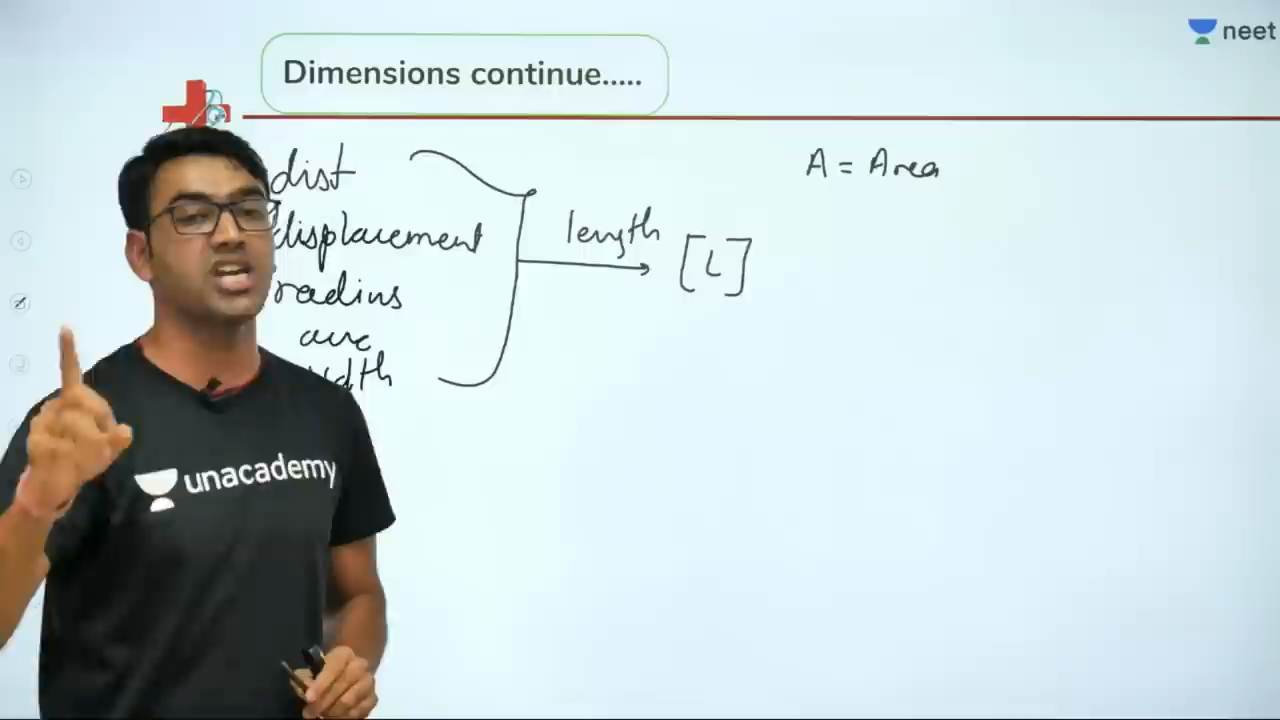 neet
Dimensions continue.....
dist
displacement
radius
arc
length
[L]
A = Area
unacademy